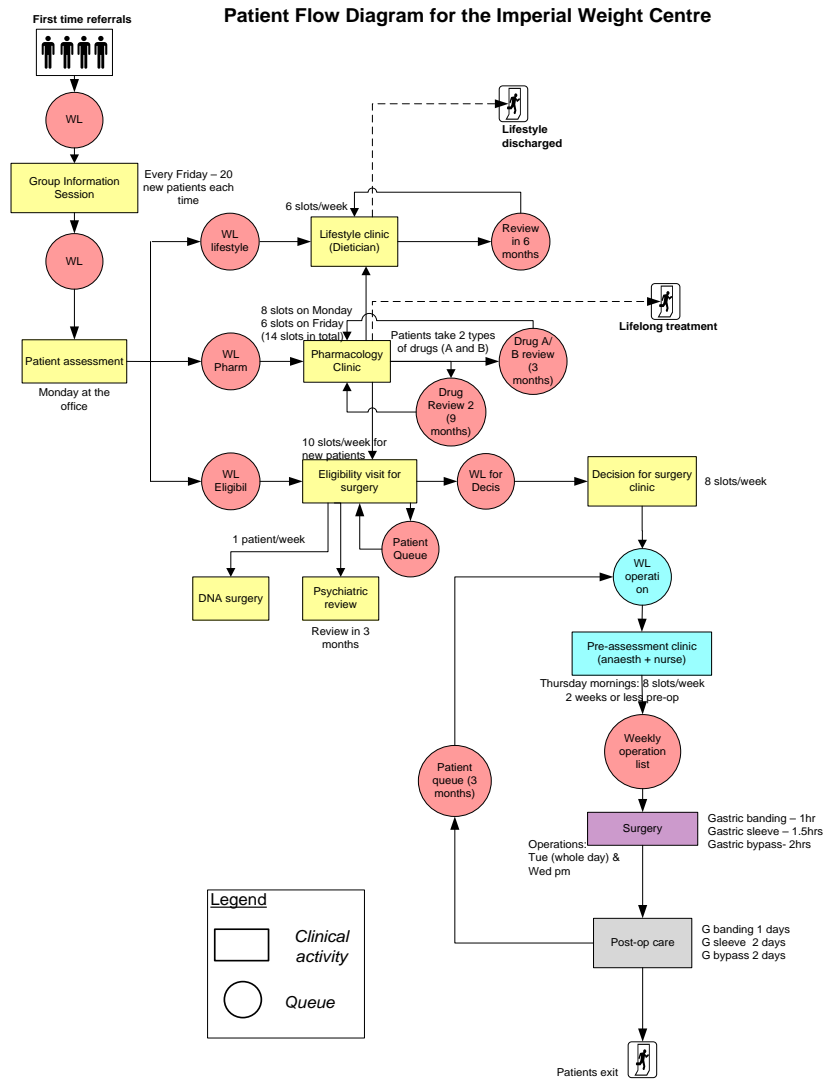 Patient Flow Diagram for the Imperial Weight Centre
First time referrals
WL
Group Information
Session
Every Friday – 20
new patients each
time
WL
Patient assessment
Monday at the
office
WL
lifestyle
6 slots/week
Lifestyle clinic
(Dietician)
Review
in 6
months
Lifestyle
discharged
WL
Pharm
8 slots on Monday
6 slots on Friday
(14 slots in total)
Pharmacology
Clinic
Patients take 2 types
of drugs (A and B)
Drug A/
B review
(3
months)
Lifelong treatment
Drug
Review 2
(9
months)
WL
Eligibil
10 slots/week for
new patients
Eligibility visit for
surgery
WL for
Decis
Decision for surgery
clinic
8 slots/week
Patient
Queue
1 patient/week
DNA surgery
Psychiatric
review
Review in 3
months
WL
operati
on
Pre-assessment clinic
(anaesth + nurse)
Thursday mornings: 8 slots/week
2 weeks or less pre-op
Weekly
operation
list
Patient
queue (3
months)
Surgery
Gastric banding – 1hr
Gastric sleeve – 1.5hrs
Gastric bypass- 2hrs
Operations:
Tue (whole day) &
Wed pm
Post-op care
G banding 1 days
G sleeve 2 days
G bypass 2 days
Patients exit
Legend
Clinical
activity
Queue